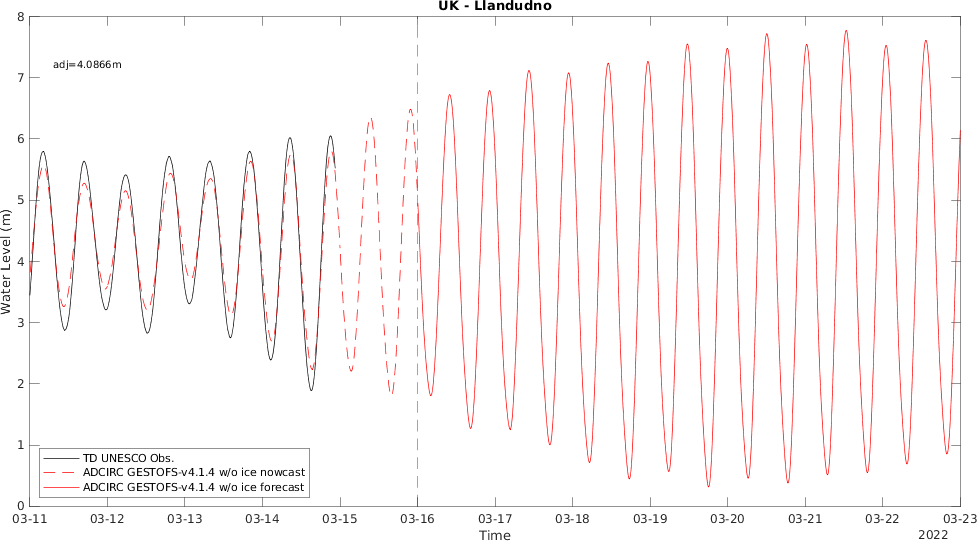 UK - Llandudno
adj=4.0866m
Water Level (m)
8
7
6
5
4
3
2
1
0
TD UNESCO Obs.
ADCIRC GESTOFS-v4.1.4 w/o ice nowcast
ADCIRC GESTOFS-v4.1.4 w/o ice forecast
03-11 03-12 03-13 03-14 03-15 03-16 03-17 03-18 03-19 03-20 03-21 03-22 03-23
Time
2022